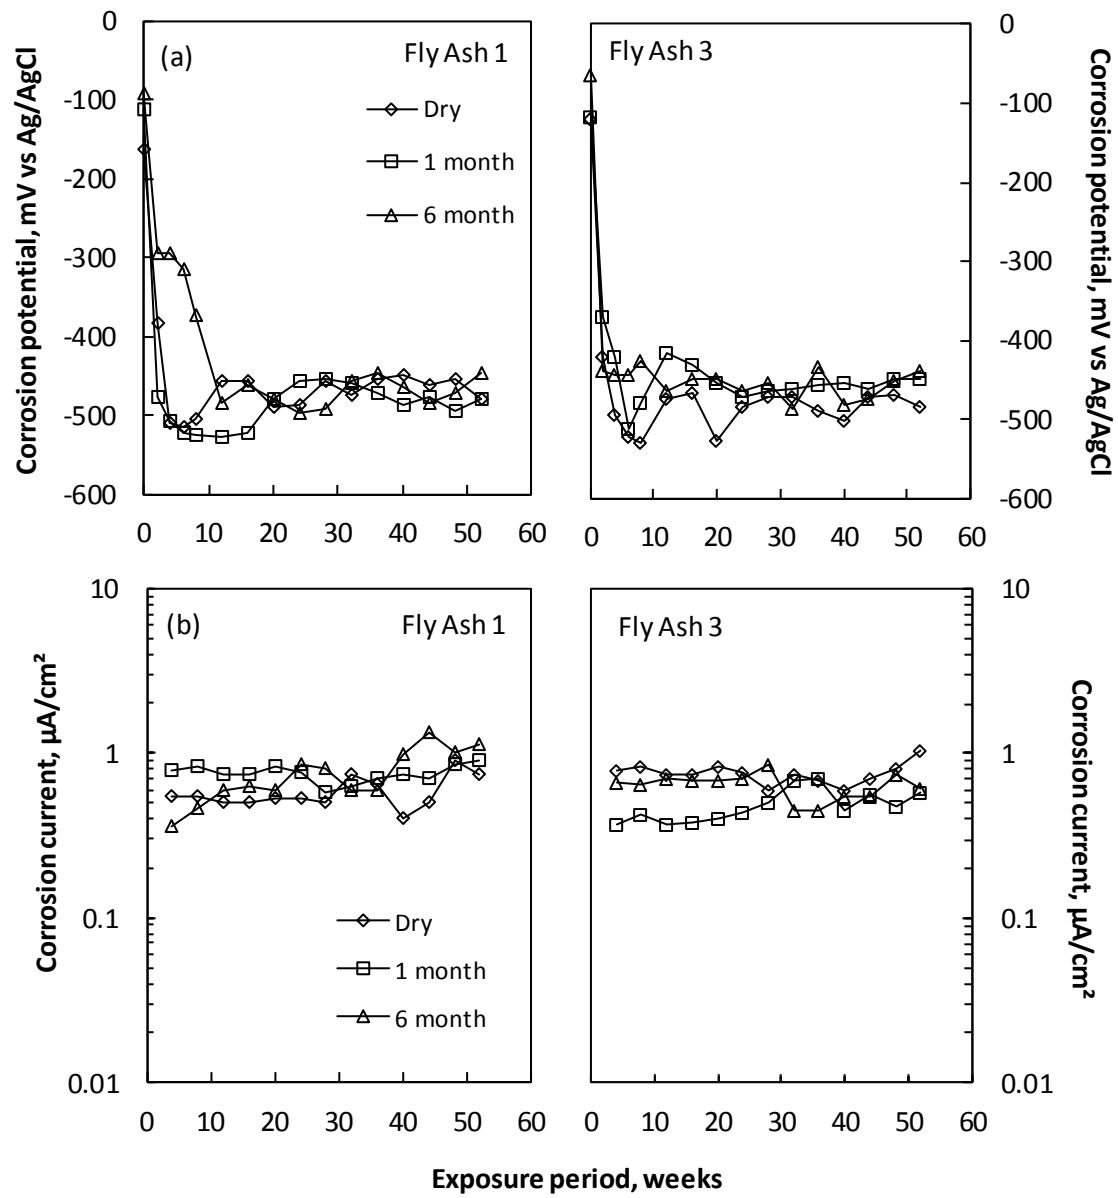 (a)
Fly Ash 1
Dry
1 month
6 month
Corrosion potential, mV vs Ag/AgCl
0
-100
-200
-300
-400
-500
-600
0 10 20 30 40 50 60
Fly Ash 3
Corrosion potential, mV vs Ag/AgCl
0
-100
-200
-300
-400
-500
-600
0 10 20 30 40 50 60
(b)
Fly Ash 1
Dry
1 month
6 month
Corrosion current, µA/cm²
10
1
0.1
0.01
0 10 20 30 40 50 60
Fly Ash 3
Corrosion current, µA/cm²
10
1
0.1
0.01
0 10 20 30 40 50 60
Exposure period, weeks